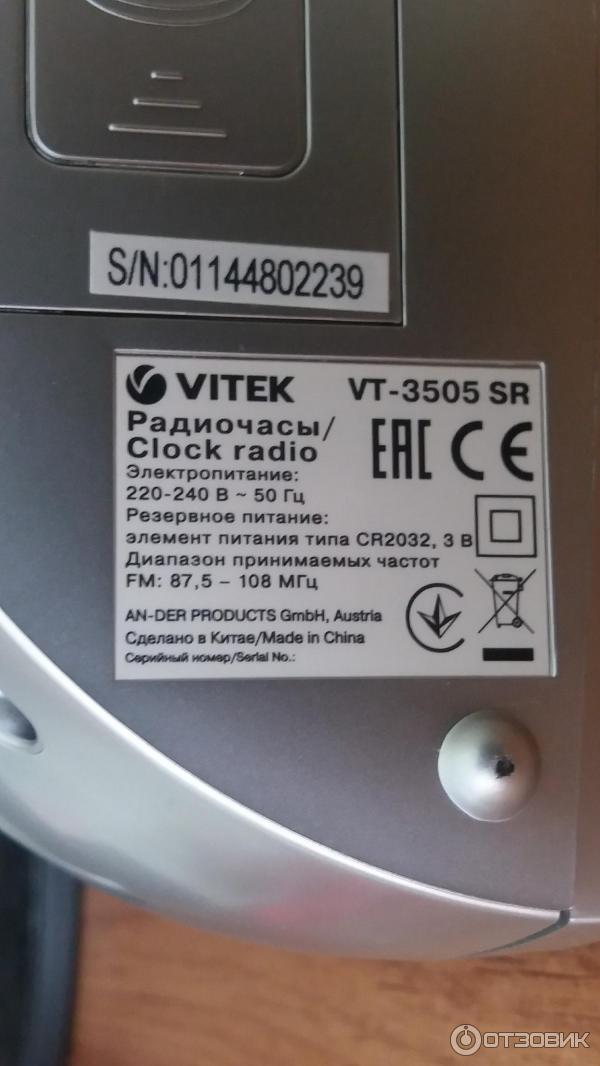 S/N:01144802239
VITEK VT-3505 SR
Радиочасы/
Clock radio
EAC CE
Электропитание:
220-240 В ~ 50 Гц
Резервное питание:
элемент питания типа CR2032, 3 В
Диапазон принимаемых частот
FM: 87,5 – 108 МГц
AN-DER PRODUCTS GmbH, Austria
Сделано в Китае/Made in China
Серийный номер/Serial No.:
ОТЗОВИК